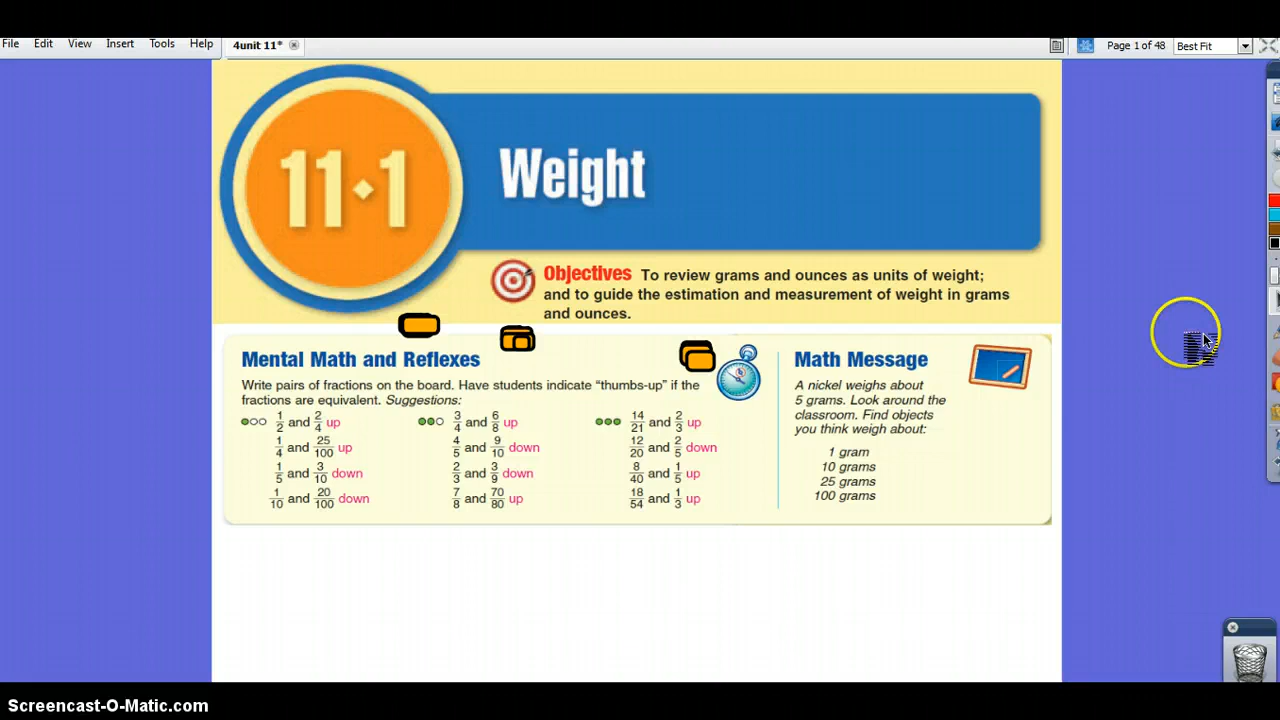 File Edit View Insert Tools Help 4unit 11* Page 1 of 48 Best Fit
11•1
Weight
Objectives To review grams and ounces as units of weight;
and to guide the estimation and measurement of weight in grams
and ounces.
Mental Math and Reflexes
Write pairs of fractions on the board. Have students indicate “thumbs-up” if the
fractions are equivalent. Suggestions:
1/2 and 2/4 up
1/4 and 25/100 up
1/5 and 3/10 down
1/10 and 20/100 down
3/4 and 6/8 up
4/5 and 9/10 down
2/3 and 3/9 down
7/8 and 70/80 up
14/21 and 2/3 up
12/20 and 2/5 down
8/40 and 1/5 up
18/54 and 1/3 up
Math Message
A nickel weighs about
5 grams. Look around the
classroom. Find objects
you think weigh about:
1 gram
10 grams
25 grams
100 grams
Screencast-O-Matic.com